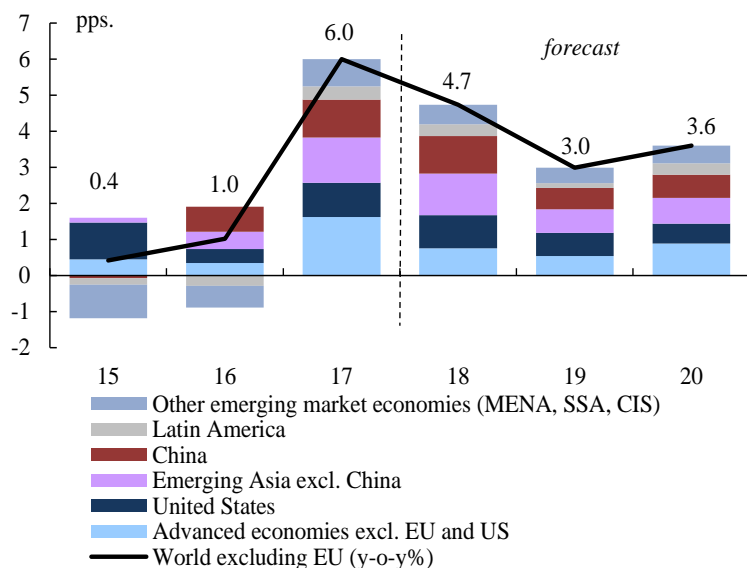 7
pps.
6
5
4
3
2
1
0
-1
-2
forecast
0.4
1.0
6.0
4.7
3.0
3.6
15
16
17
18
19
20
Other emerging market economies (MENA, SSA, CIS)
Latin America
China
Emerging Asia excl. China
United States
Advanced economies excl. EU and US
World excluding EU (y-o-y%)